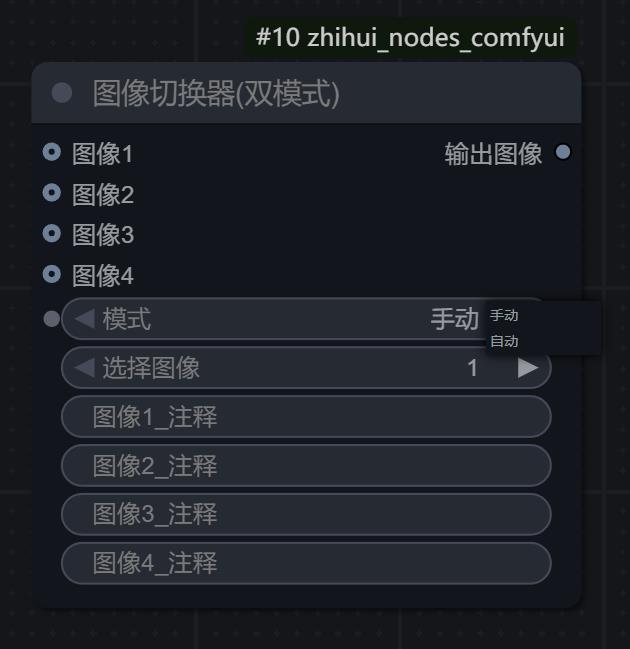 #10 zhihui_nodes_comfyui
图像切换器(双模式)
图像1
输出图像
图像2
图像3
图像4
模式 手动
手动
自动
选择图像 1
图像1_注释
图像2_注释
图像3_注释
图像4_注释